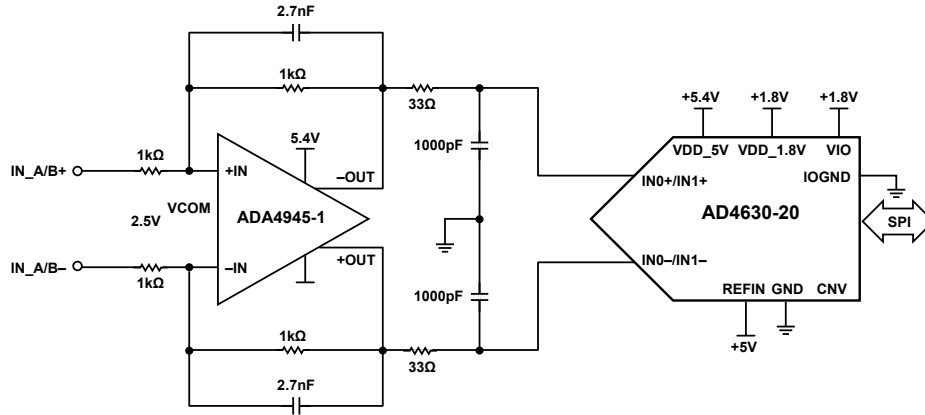 2.7nF
1kΩ
33Ω
5.4V
1kΩ
IN_A/B+
+IN
–OUT
1000pF
2.5V
VCOM
ADA4945-1
IN_A/B–
–IN
+OUT
1kΩ
1000pF
1kΩ
33Ω
2.7nF
+5.4V
+1.8V
+1.8V
VDD_5V
VDD_1.8V
VIO
IN0+/IN1+
IOGND
AD4630-20
SPI
IN0–/IN1–
REFIN
GND
CNV
+5V